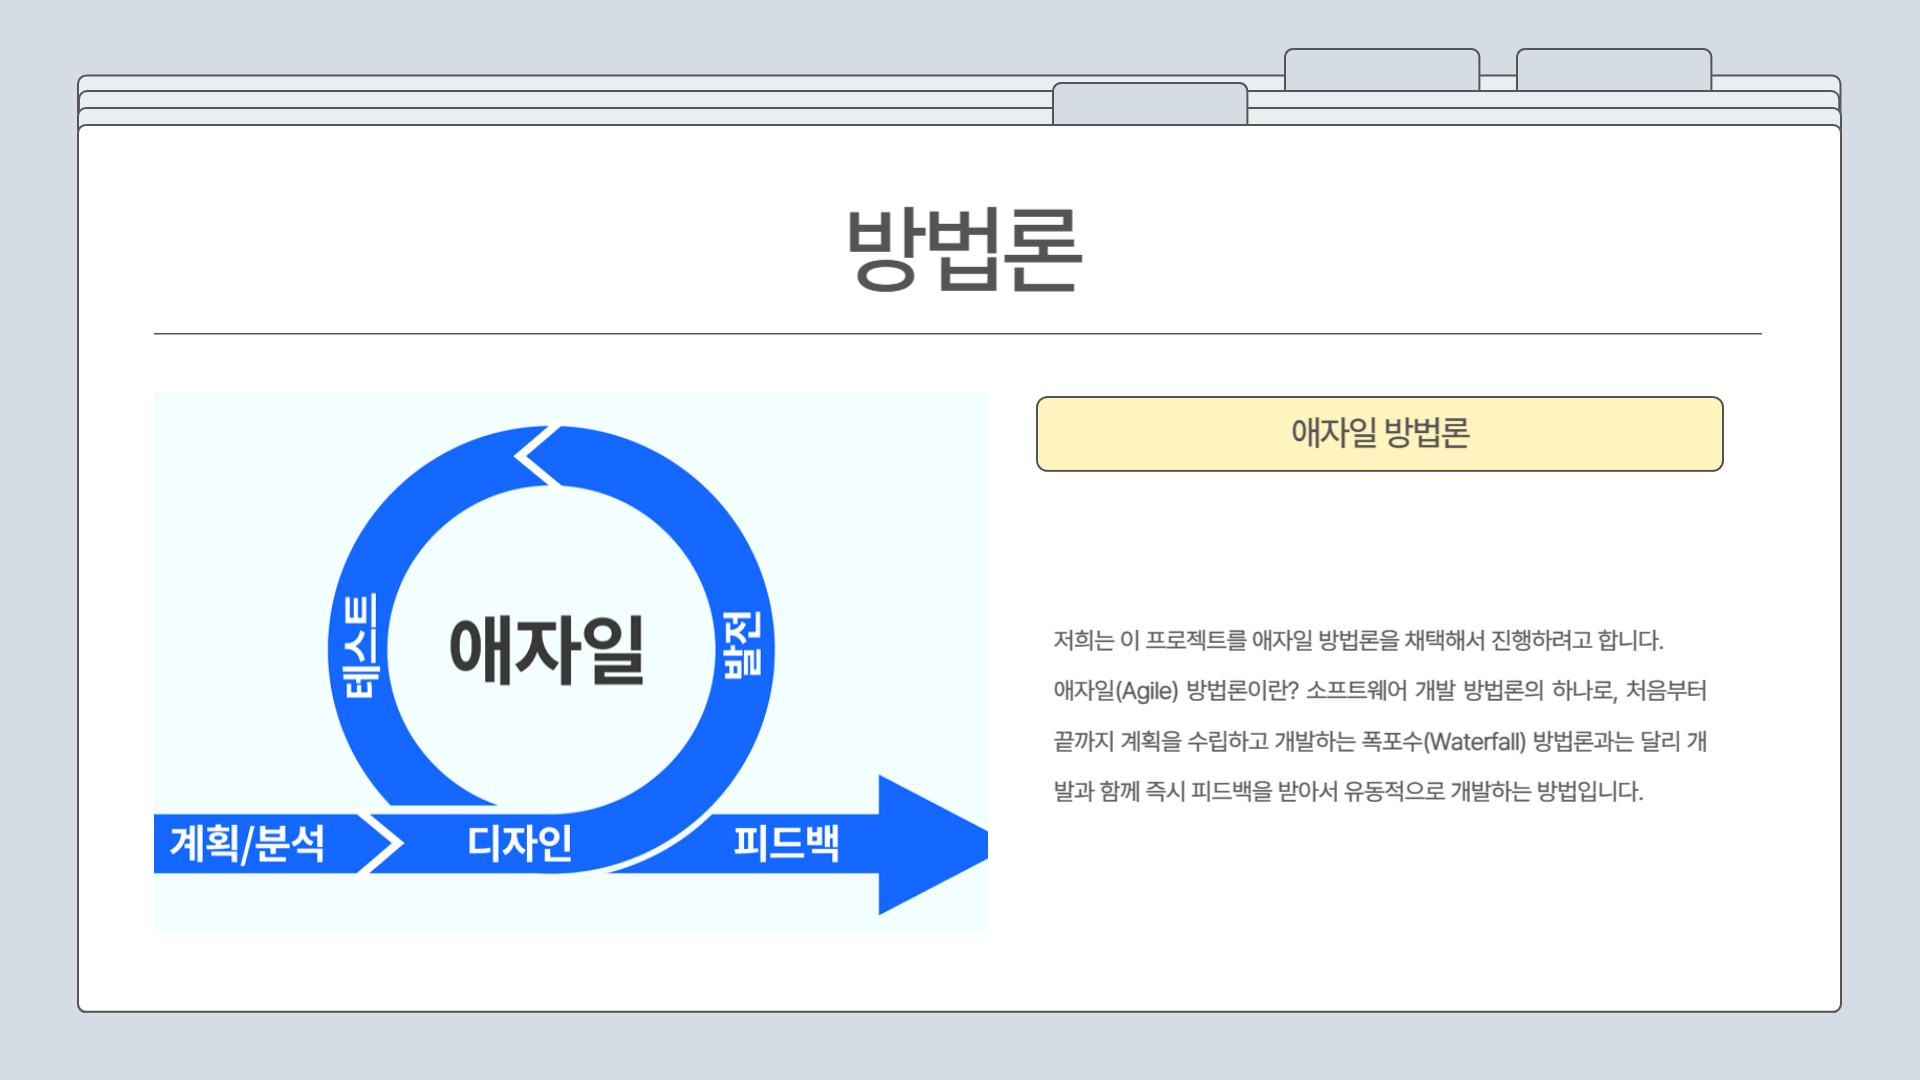 방법론
애자일
테스트
발전
계획/분석
디자인
피드백
애자일 방법론
저희는 이 프로젝트를 애자일 방법론을 채택해서 진행하려고 합니다.
애자일(Agile) 방법론이란? 소프트웨어 개발 방법론의 하나로, 처음부터
끝까지 계획을 수립하고 개발하는 폭포수(Waterfall) 방법론과는 달리 개
발과 함께 즉시 피드백을 받아서 유동적으로 개발하는 방법입니다.